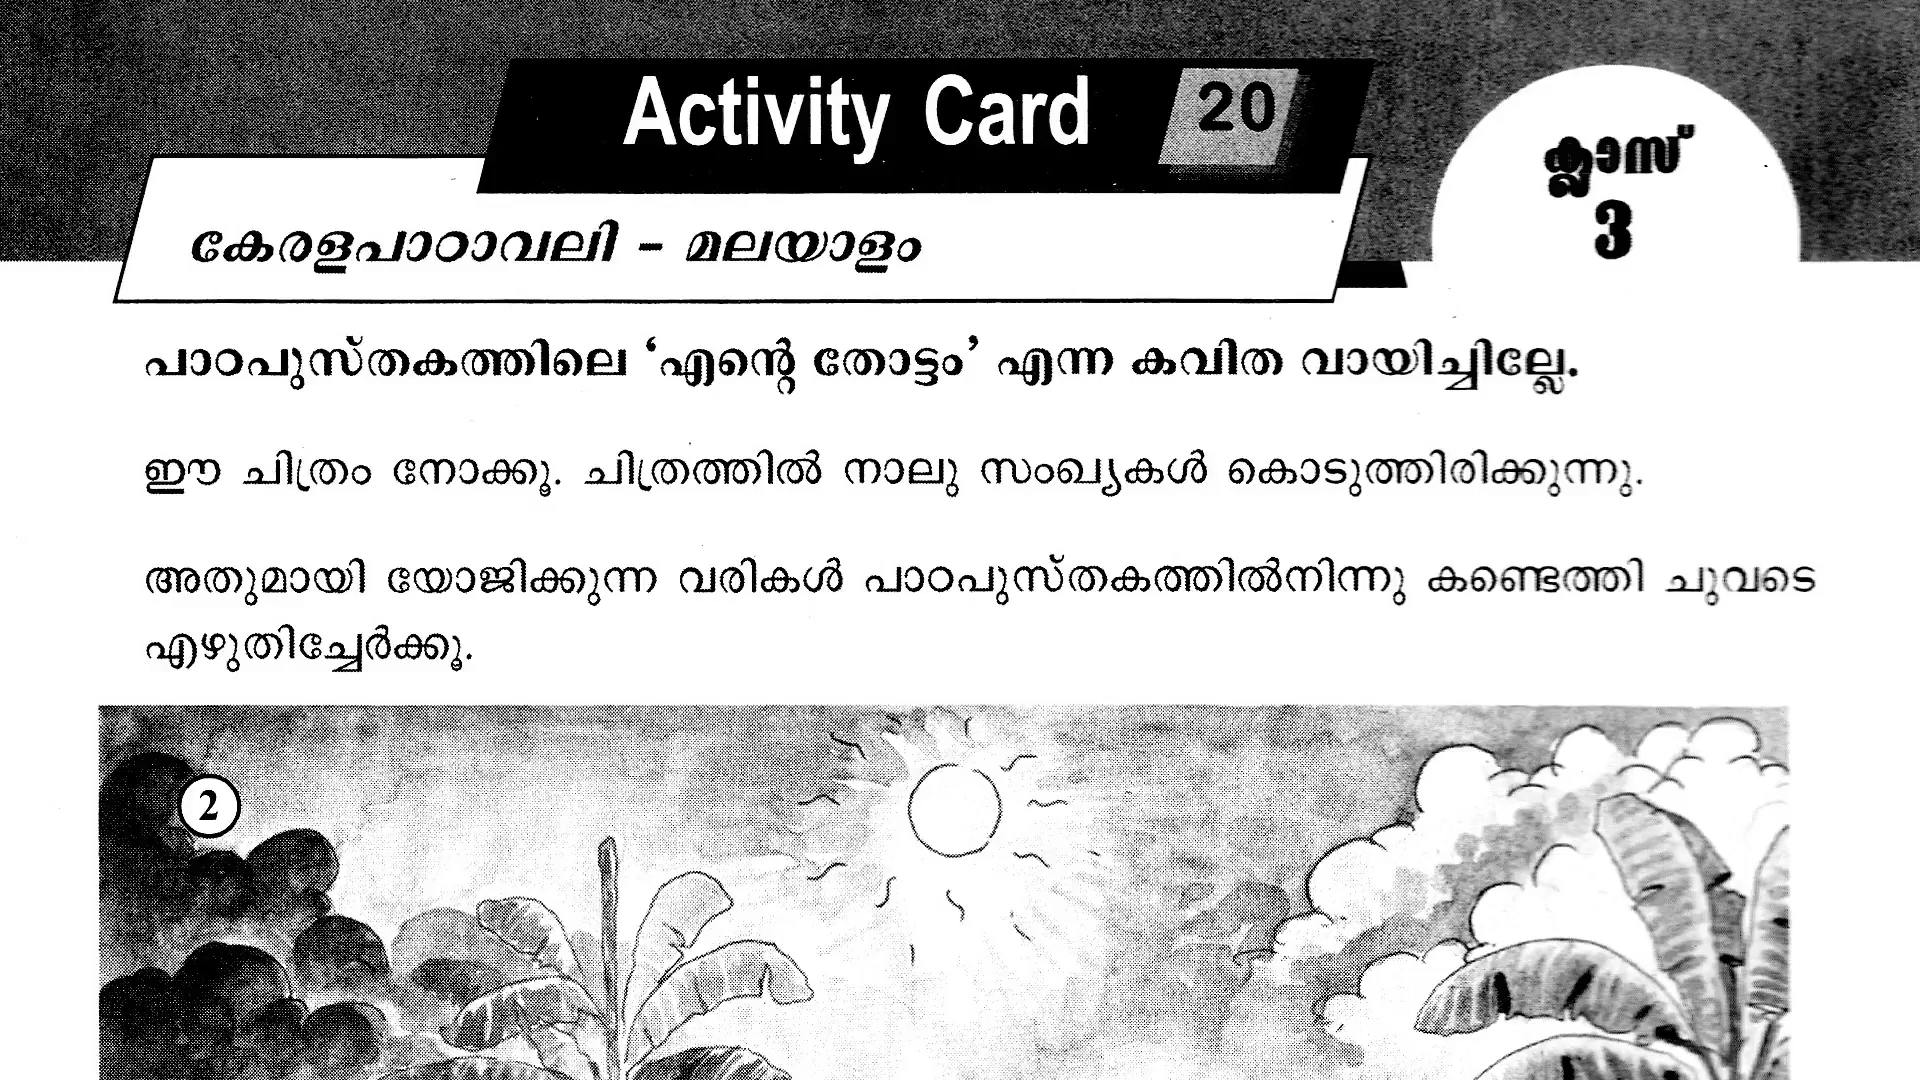 Activity Card 20
ക്ലാസ്
3
കേരളപാഠാവലി – മലയാളം
പാഠപുസ്തകത്തിലെ ‘എന്റെ തോട്ടം’ എന്ന കവിത വായിച്ചില്ലേ.
ഈ ചിത്രം നോക്കൂ. ചിത്രത്തിൽ നാലു സംഖ്യകൾ കൊടുത്തിരിക്കുന്നു.
അതുമായി യോജിക്കുന്ന വരികൾ പാഠപുസ്തകത്തിൽനിന്നു കണ്ടെത്തി ചുവടെ
എഴുതിച്ചേർക്കൂ.
2